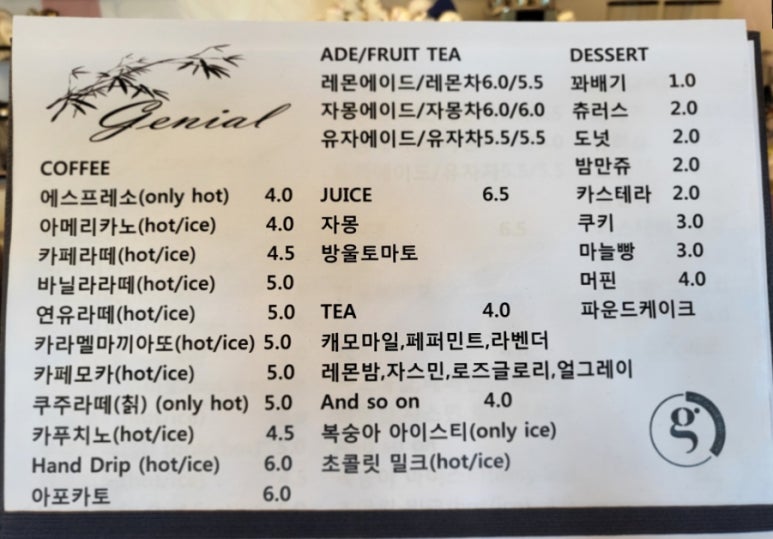 Genial
COFFEE
에스프레소(only hot) 4.0
아메리카노(hot/ice) 4.0
카페라떼(hot/ice) 4.5
바닐라라떼(hot/ice) 5.0
연유라떼(hot/ice) 5.0
카라멜마끼아또(hot/ice) 5.0
카페모카(hot/ice) 5.0
쿠주라떼(칡) (only hot) 5.0
카푸치노(hot/ice) 4.5
Hand Drip (hot/ice) 6.0
아포카토 6.0
ADE/FRUIT TEA
레몬에이드/레몬차6.0/5.5
자몽에이드/자몽차6.0/6.0
유자에이드/유자차5.5/5.5
JUICE 6.5
자몽
방울토마토
TEA 4.0
캐모마일,페퍼민트,라벤더
레몬밤,자스민,로즈글로리,얼그레이
And so on 4.0
복숭아 아이스티(only ice)
초콜릿 밀크(hot/ice)
DESSERT
꽈배기 1.0
츄러스 2.0
도넛 2.0
밤만쥬 2.0
카스테라 2.0
쿠키 3.0
마늘빵 3.0
머핀 4.0
파운드케이크
g